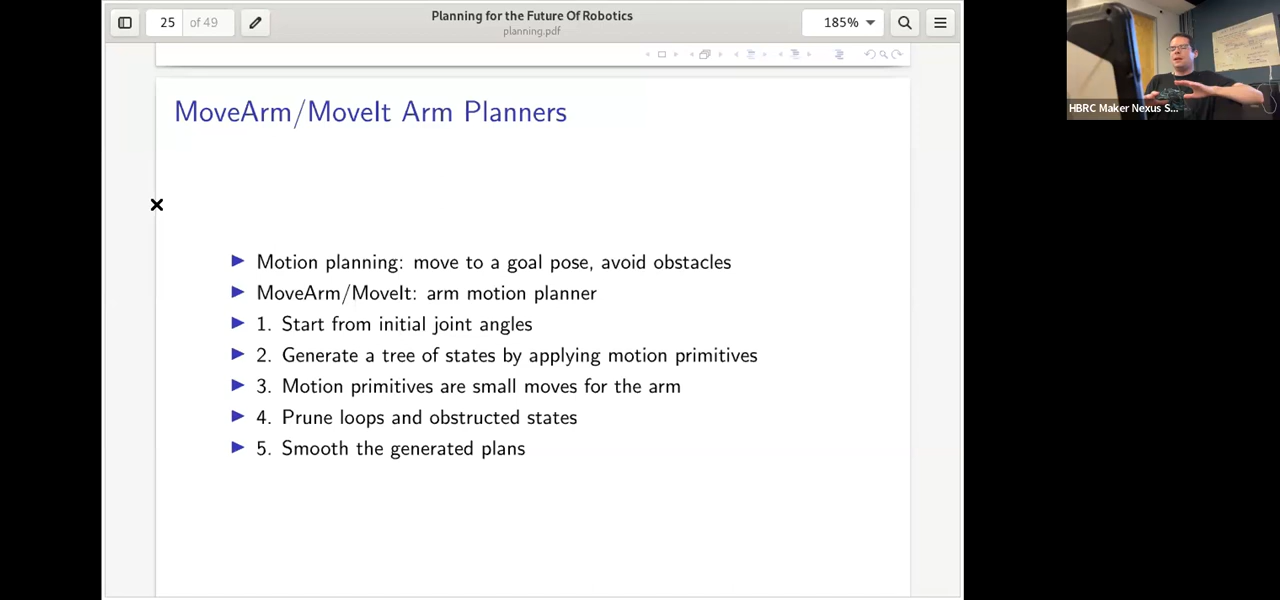 25 of 49
Planning for the Future Of Robotics
planning.pdf
185%
MoveArm/MoveIt Arm Planners
Motion planning: move to a goal pose, avoid obstacles
MoveArm/MoveIt: arm motion planner
1. Start from initial joint angles
2. Generate a tree of states by applying motion primitives
3. Motion primitives are small moves for the arm
4. Prune loops and obstructed states
5. Smooth the generated plans
HBRC Maker Nexus S...